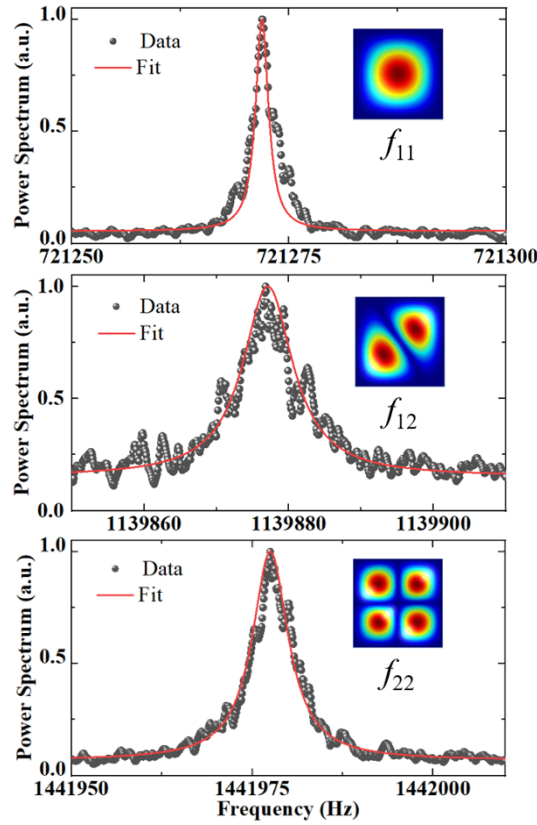 Power Spectrum (a.u.)
1.0
0.5
0.0
Data
Fit
f11
721250
721275
721300
Power Spectrum (a.u.)
1.0
0.5
0.0
Data
Fit
f12
1139860
1139880
1139900
Power Spectrum (a.u.)
1.0
0.5
0.0
Data
Fit
f22
1441950
1441975
1442000
Frequency (Hz)